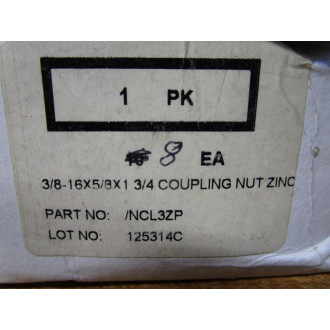 1 PK
8 EA
3/8-16X5/8X1 3/4 COUPLING NUT ZINC
PART NO: /NCL3ZP
LOT NO: 125314C